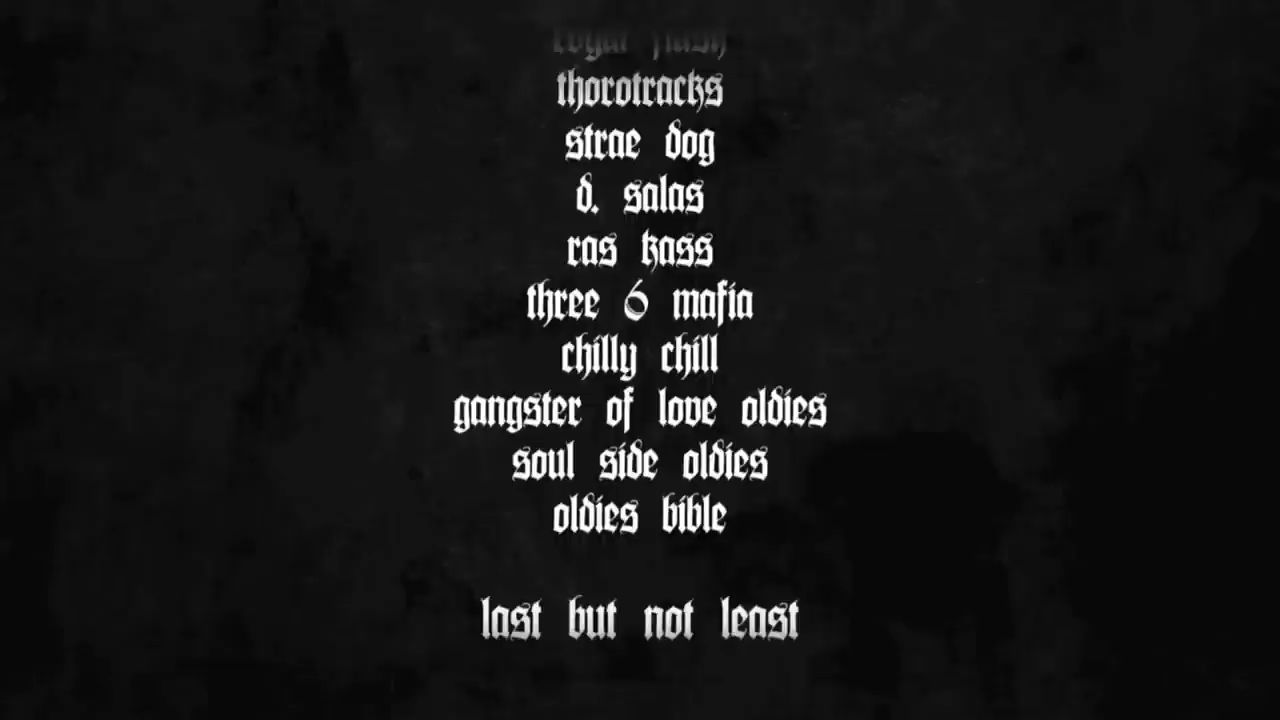 thorotracks
strae dog
d. salas
ras kass
three 6 mafia
chilly chill
gangster of love oldies
soul side oldies
oldies bible
last but not least